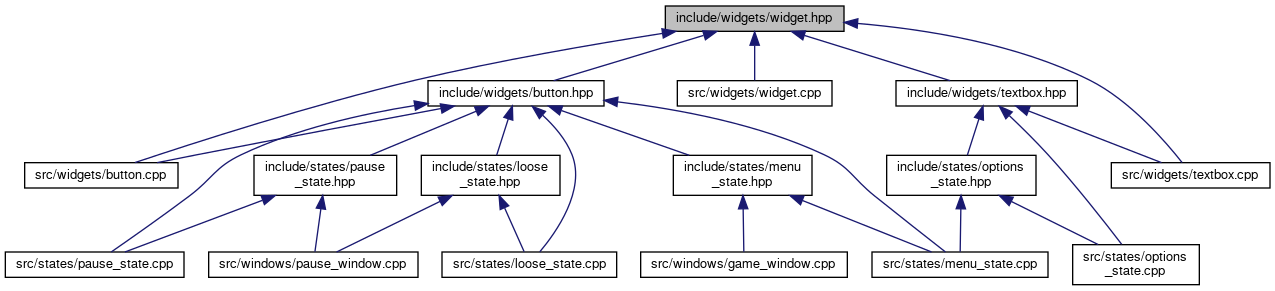 include/widgets/widget.hpp
include/widgets/button.hpp
src/widgets/widget.cpp
include/widgets/textbox.hpp
src/widgets/button.cpp
include/states/pause
_state.hpp
include/states/loose
_state.hpp
include/states/menu
_state.hpp
include/states/options
_state.hpp
src/widgets/textbox.cpp
src/states/pause_state.cpp
src/windows/pause_window.cpp
src/states/loose_state.cpp
src/windows/game_window.cpp
src/states/menu_state.cpp
src/states/options
_state.cpp